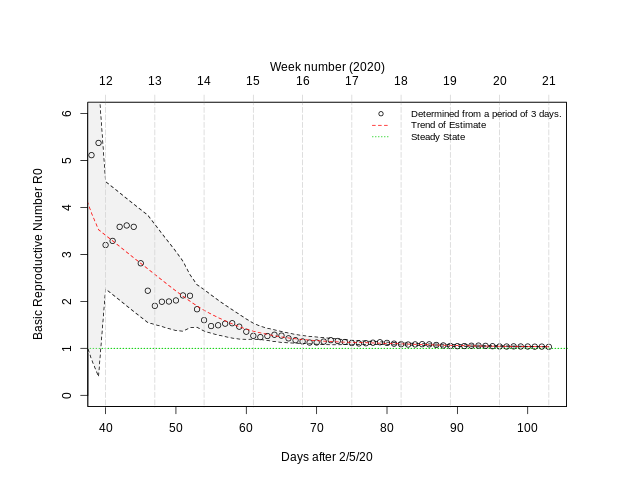 Week number (2020)
12 13 14 15 16 17 18 19 20 21
Determined from a period of 3 days.
Trend of Estimate
Steady State
Basic Reproductive Number R0
6
5
4
3
2
1
0
40 50 60 70 80 90 100
Days after 2/5/20